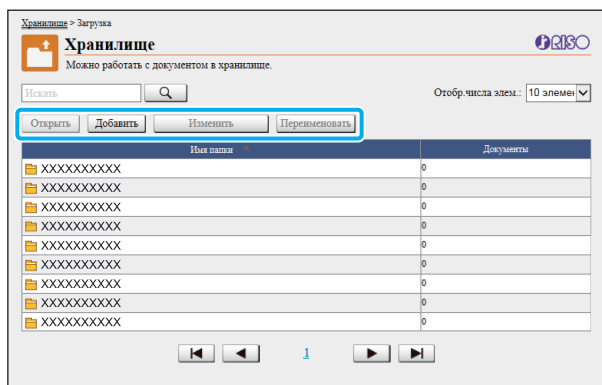 Хранилище > Загрузка
Хранилище
RISO
Можно работать с документом в хранилище.
Искать
Отобр.числа элем.: 10 элемен
Открыть Добавить Изменить Переименовать
Имя папки Документы
XXXXXXXXXX 0
XXXXXXXXXX 0
XXXXXXXXXX 0
XXXXXXXXXX 0
XXXXXXXXXX 0
XXXXXXXXXX 0
XXXXXXXXXX 0
XXXXXXXXXX 0
XXXXXXXXXX 0
1